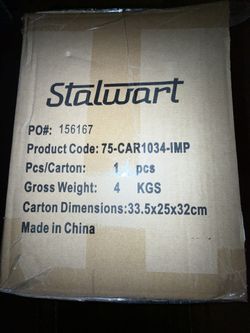 Stalwart
PO#: 156167
Product Code: 75-CAR1034-IMP
Pcs/Carton: 1 pcs
Gross Weight: 4 KGS
Carton Dimensions: 33.5x25x32cm
Made in China